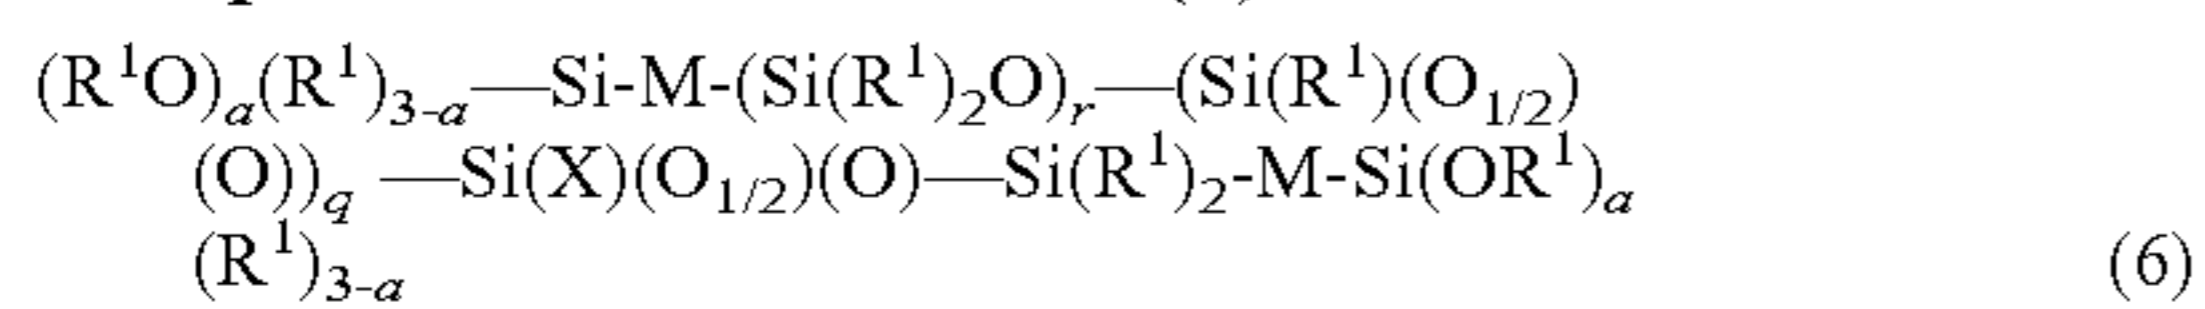 (R¹O)ₐ(R¹)₃₋ₐ—Si-M-(Si(R¹)₂O)ᵣ—(Si(R¹)(O₁/₂)
(O))q —Si(X)(O₁/₂)(O)—Si(R¹)₂-M-Si(OR¹)ₐ
(R¹)₃₋ₐ (6)